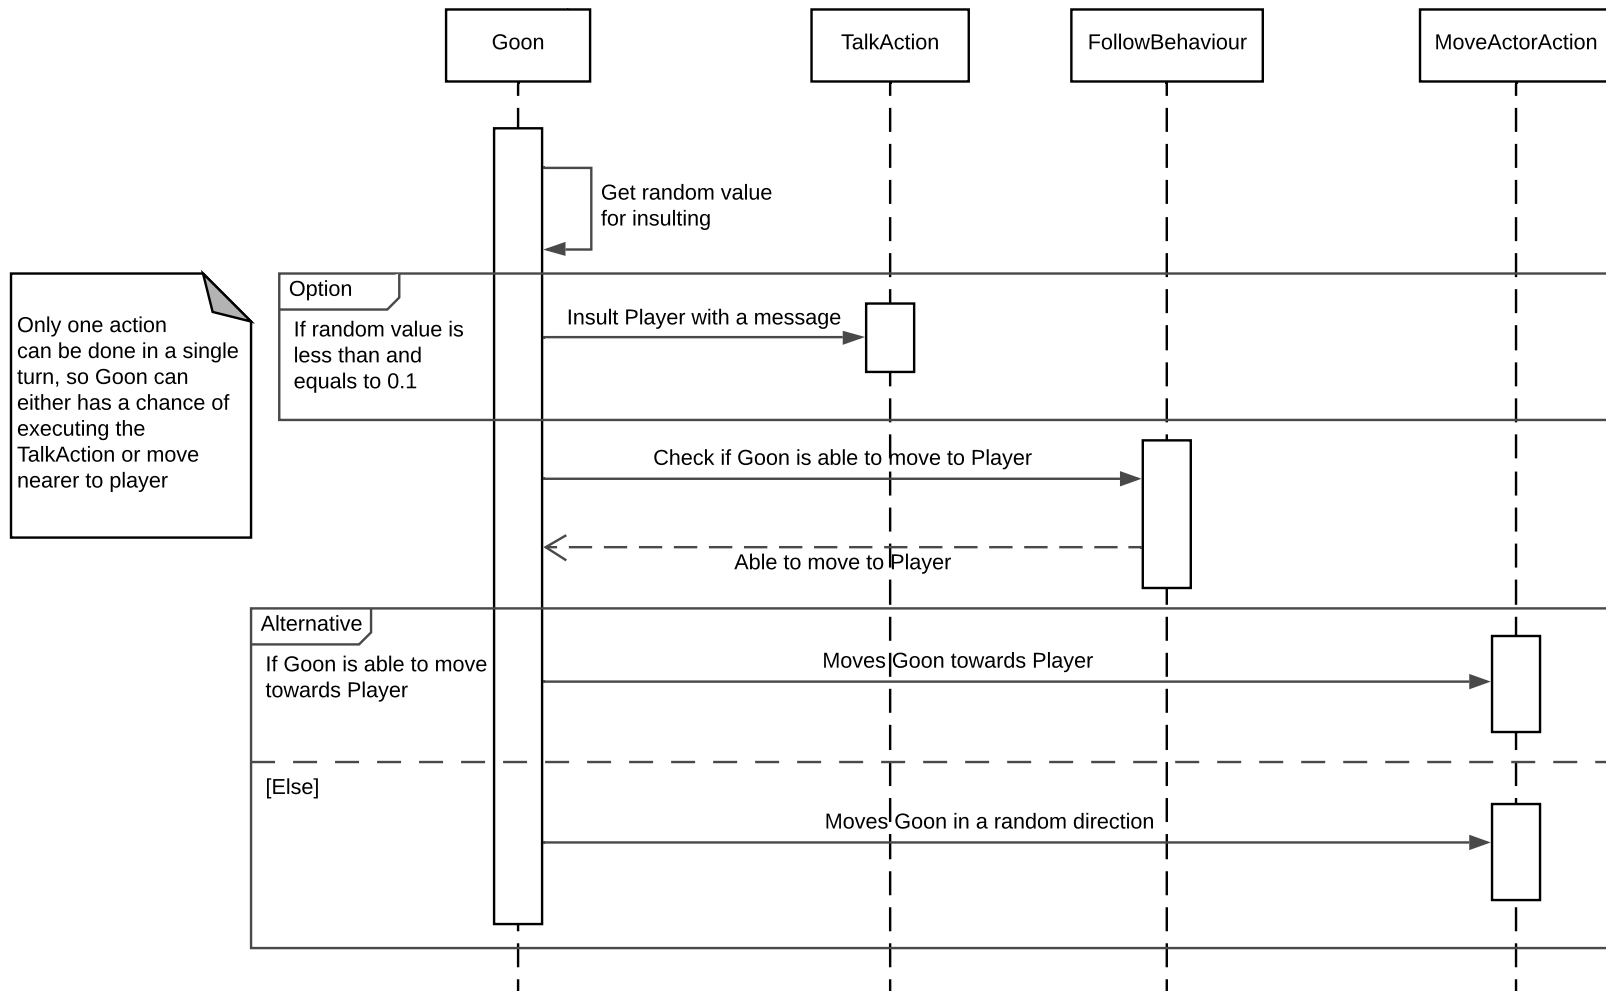 Goon
TalkAction
FollowBehaviour
MoveActorAction
Get random value
for insulting
Only one action
can be done in a single
turn, so Goon can
either has a chance of
executing the
TalkAction or move
nearer to player
Option
If random value is
less than and
equals to 0.1
Insult Player with a message
Check if Goon is able to move to Player
Able to move to Player
Alternative
If Goon is able to move
towards Player
Moves Goon towards Player
[Else]
Moves Goon in a random direction